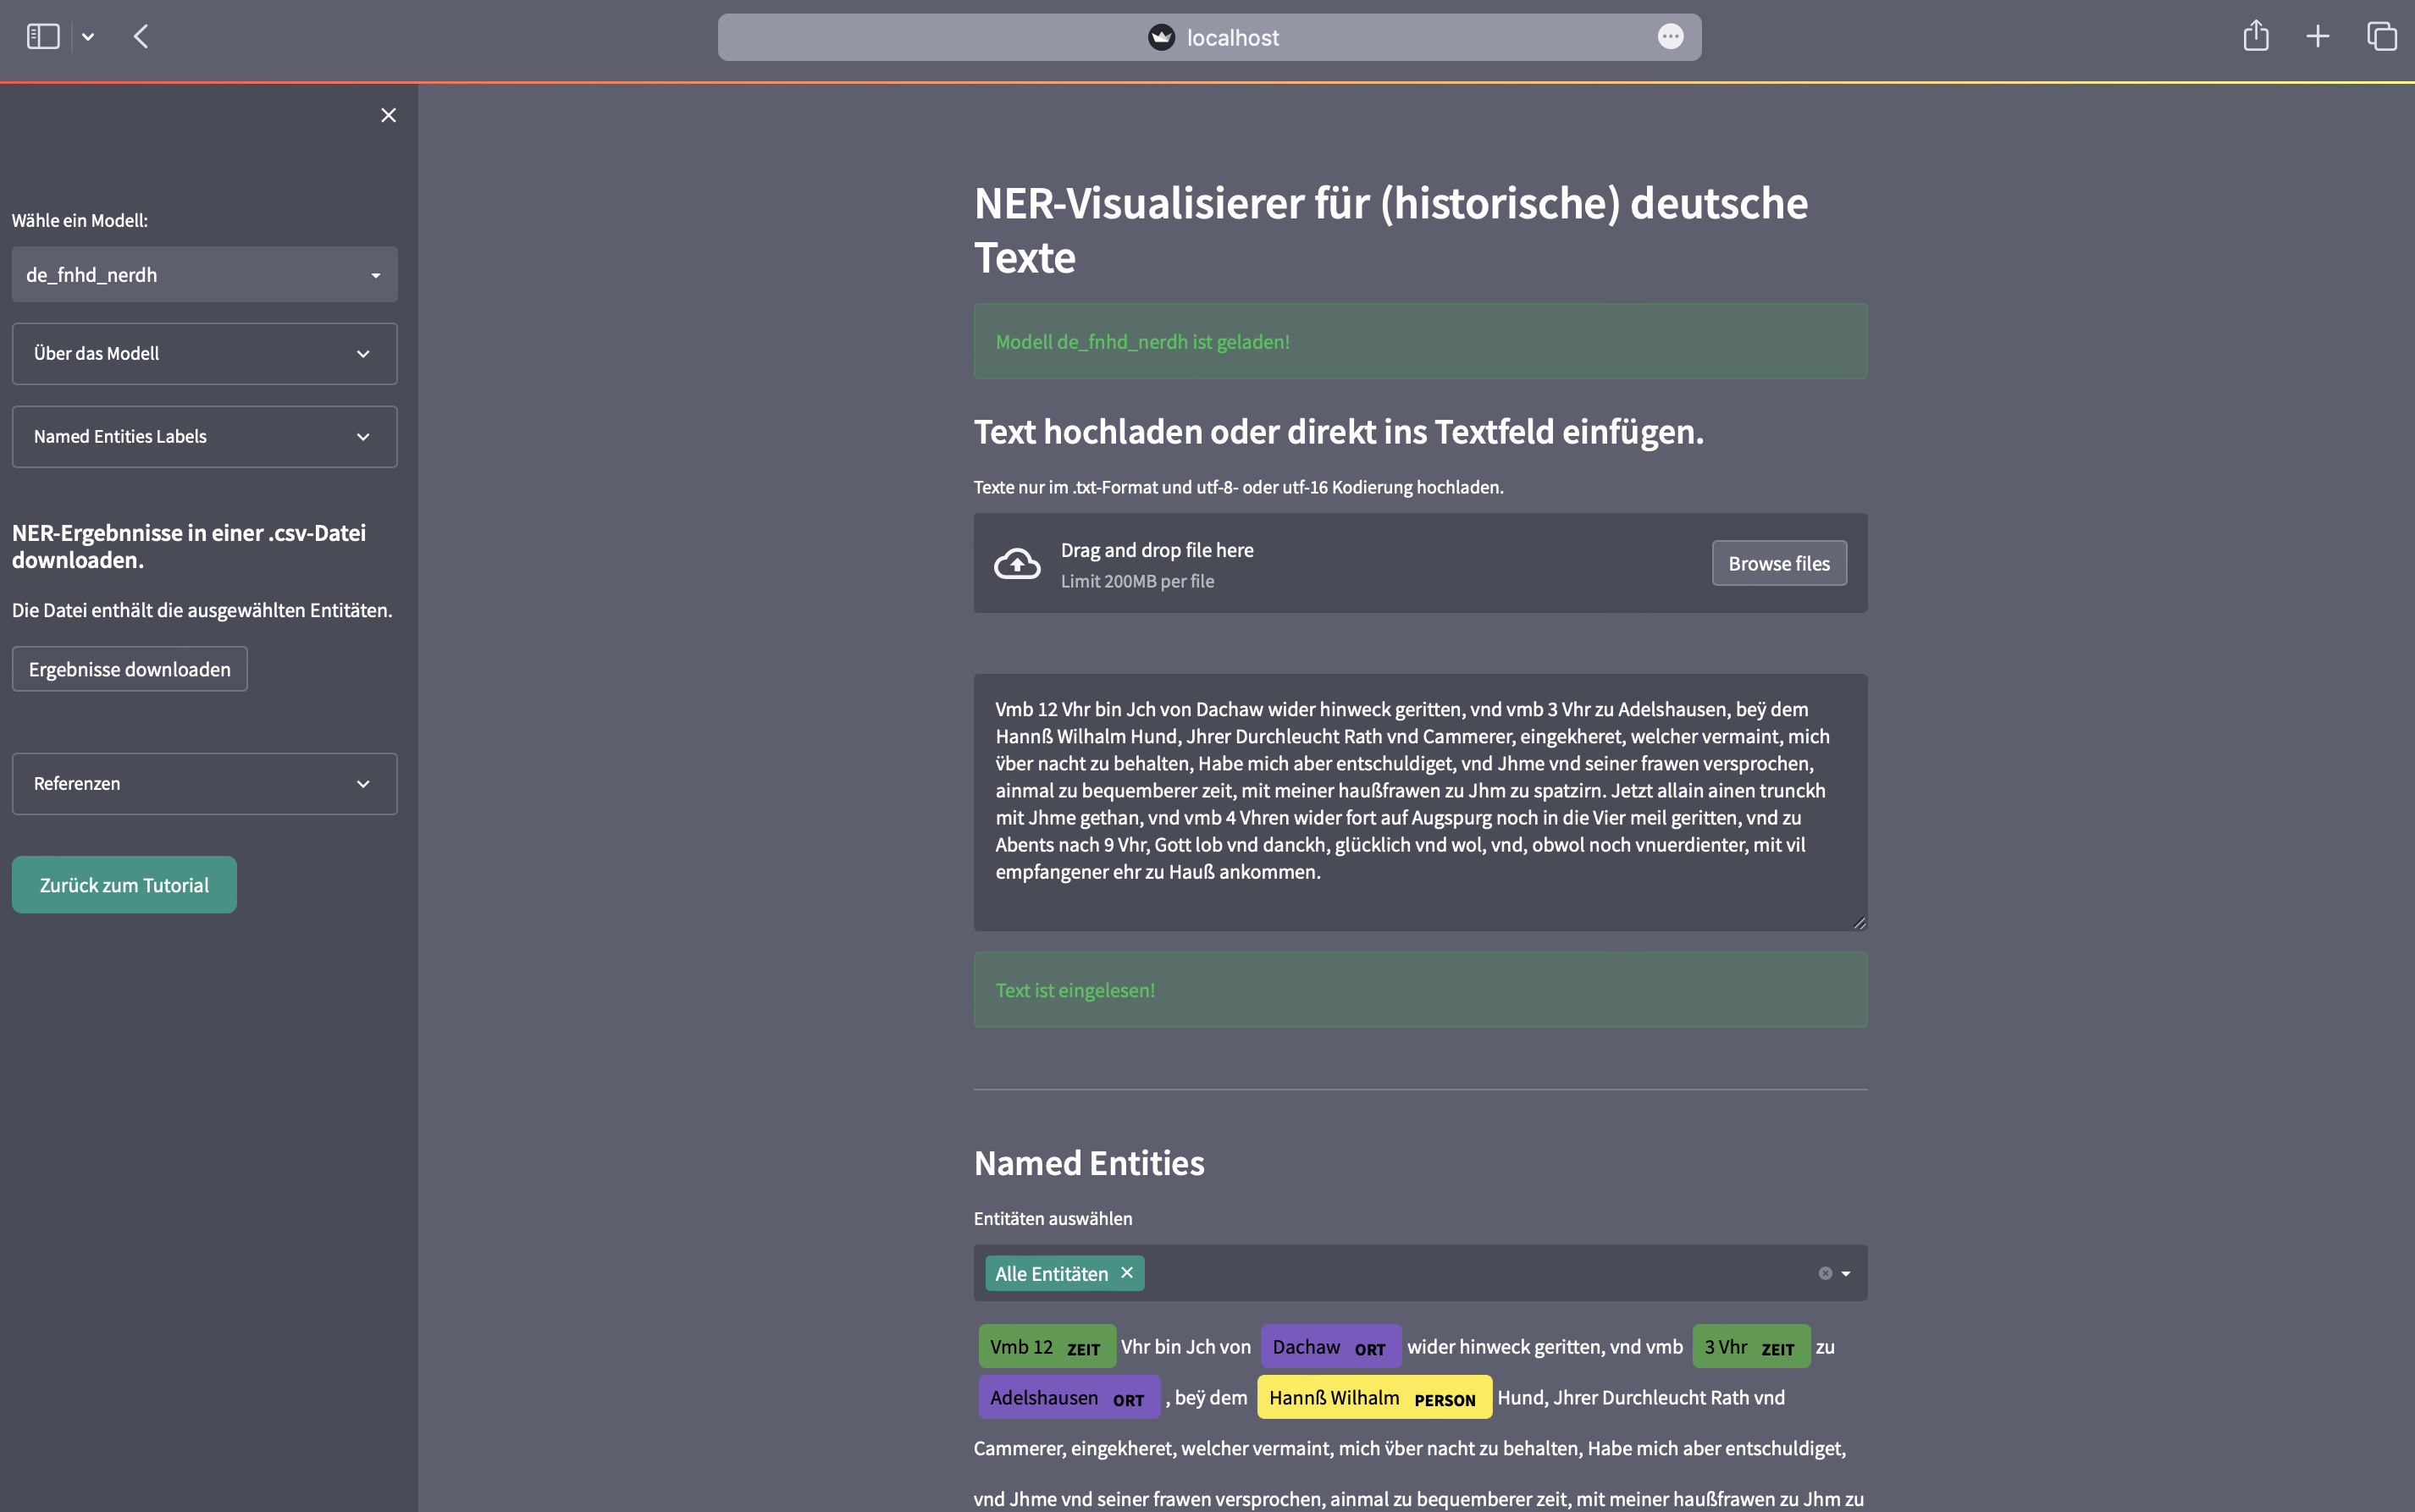 localhost
Wähle ein Modell:
de_fnhd_nerdh
Über das Modell
Named Entities Labels
NER-Ergebnnisse in einer .csv-Datei
downloaden.
Die Datei enthält die ausgewählten Entitäten.
Ergebnisse downloaden
Referenzen
Zurück zum Tutorial
NER-Visualisierer für (historische) deutsche
Texte
Modell de_fnhd_nerdh ist geladen!
Text hochladen oder direkt ins Textfeld einfügen.
Texte nur im .txt-Format und utf-8- oder utf-16 Kodierung hochladen.
Drag and drop file here
Limit 200MB per file
Browse files
Vmb 12 Vhr bin Jch von Dachaw wider hinweck geritten, vnd vmb 3 Vhr zu Adelshausen, beÿ dem
Hannß Wilhalm Hund, Jhrer Durchleucht Rath vnd Cammerer, eingekheret, welcher vermaint, mich
v̈ber nacht zu behalten, Habe mich aber entschuldiget, vnd Jhme vnd seiner frawen versprochen,
ainmal zu bequemberer zeit, mit meiner haußfrawen zu Jhm zu spatzirn. Jetzt allain ainen trunckh
mit Jhme gethan, vnd vmb 4 Vhren wider fort auf Augspurg noch in die Vier meil geritten, vnd zu
Abents nach 9 Vhr, Gott lob vnd danckh, glücklich vnd wol, vnd, obwol noch vnuerdienter, mit vil
empfangener ehr zu Hauß ankommen.
Text ist eingelesen!
Named Entities
Entitäten auswählen
Alle Entitäten
Vmb 12 ZEIT Vhr bin Jch von Dachaw ORT wider hinweck geritten, vnd vmb 3 Vhr ZEIT zu
Adelshausen ORT , beÿ dem Hannß Wilhalm PERSON Hund, Jhrer Durchleucht Rath vnd
Cammerer, eingekheret, welcher vermaint, mich v̈ber nacht zu behalten, Habe mich aber entschuldiget,
vnd Jhme vnd seiner frawen versprochen, ainmal zu bequemberer zeit, mit meiner haußfrawen zu Jhm zu